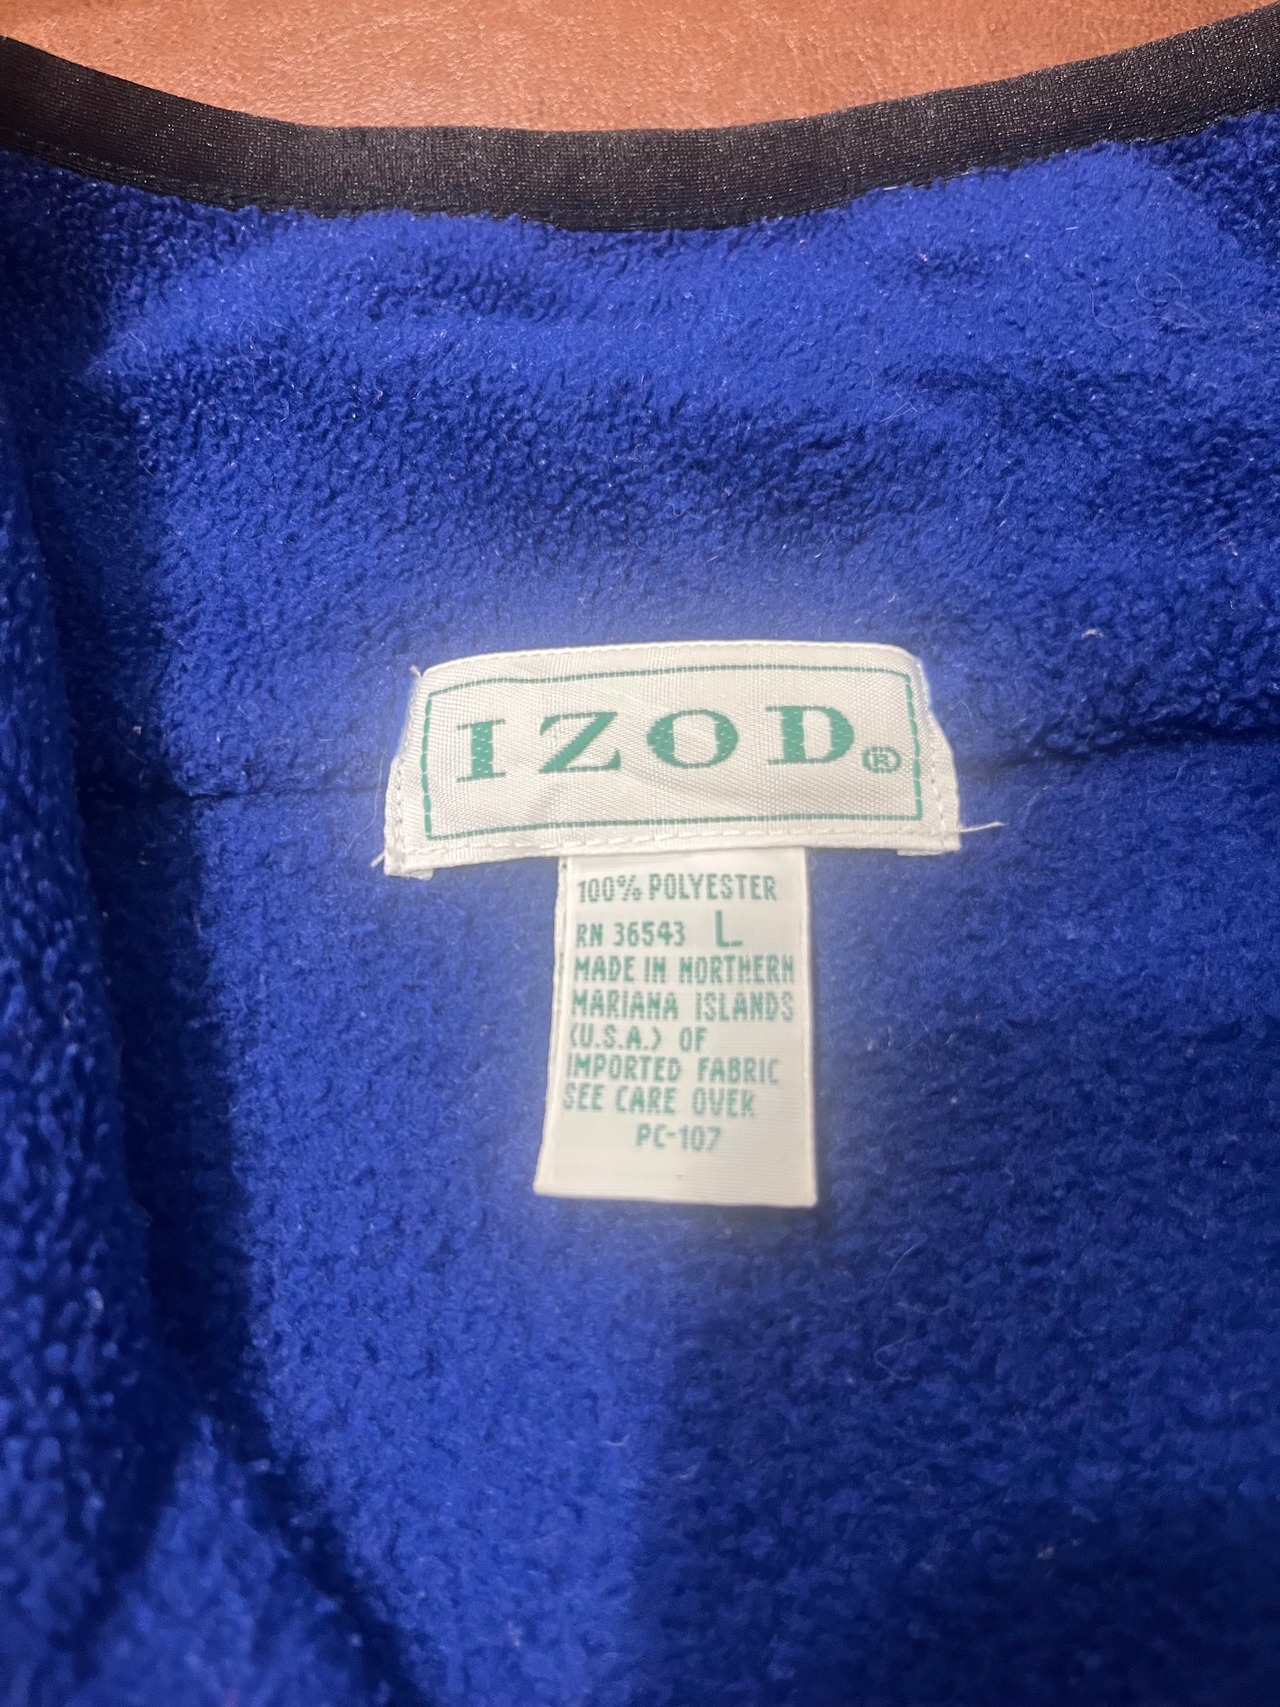 IZOD®
100% POLYESTER
RN 36543 L
MADE IN NORTHERN
MARIANA ISLANDS
(U.S.A.) OF
IMPORTED FABRIC
SEE CARE OVER
PC-107